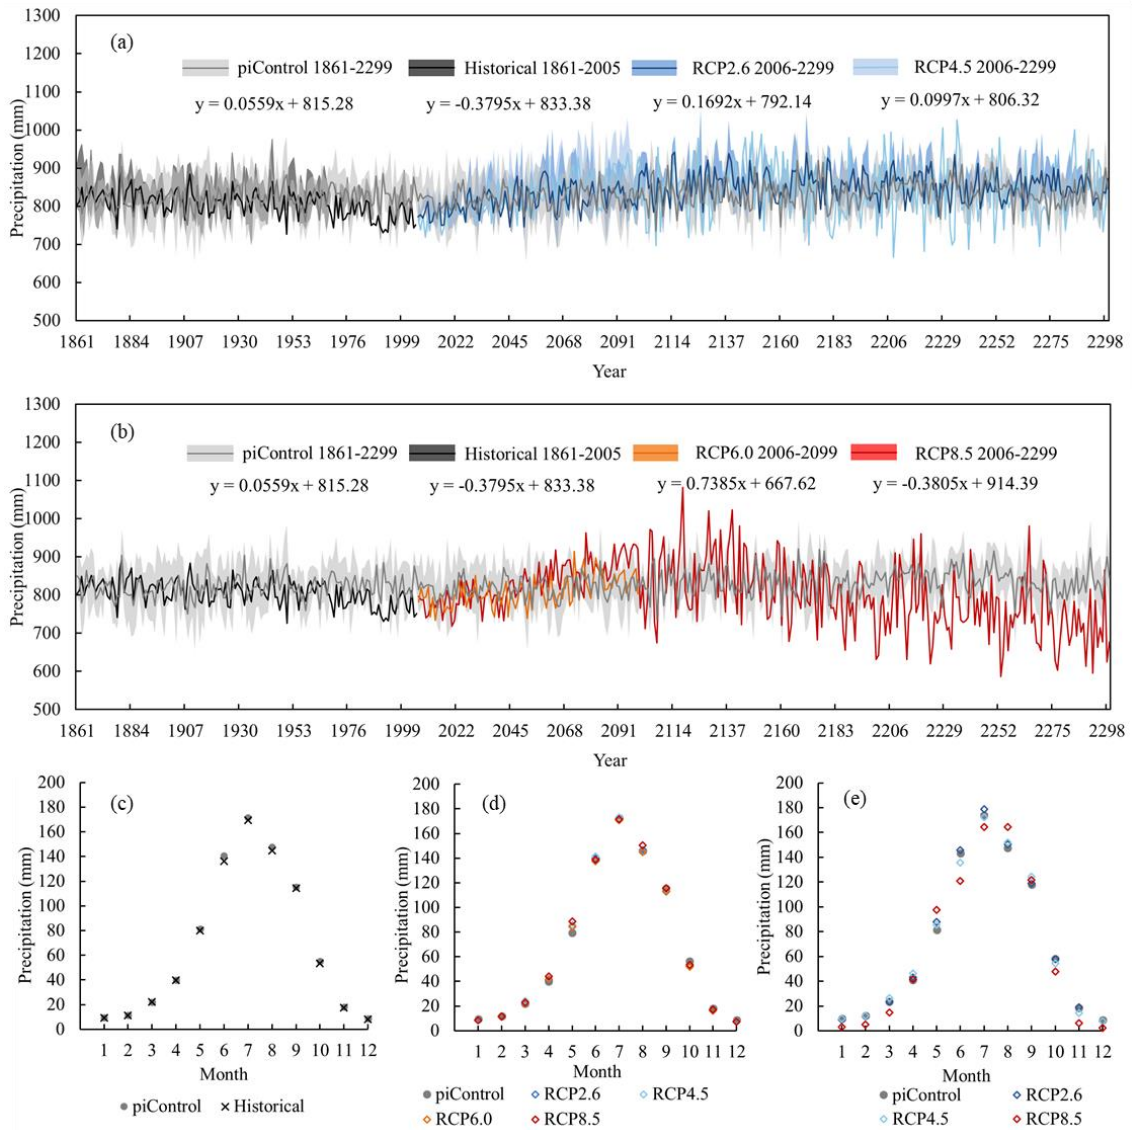 (a)
piControl 1861-2299 Historical 1861-2005 RCP2.6 2006-2299 RCP4.5 2006-2299
y = 0.0559x + 815.28 y = -0.3795x + 833.38 y = 0.1692x + 792.14 y = 0.0997x + 806.32
Precipitation (mm)
1300
1200
1100
1000
900
800
700
600
500
1861 1884 1907 1930 1953 1976 1999 2022 2045 2068 2091 2114 2137 2160 2183 2206 2229 2252 2275 2298
Year
(b)
piControl 1861-2299 Historical 1861-2005 RCP6.0 2006-2099 RCP8.5 2006-2299
y = 0.0559x + 815.28 y = -0.3795x + 833.38 y = 0.7385x + 667.62 y = -0.3805x + 914.39
Precipitation (mm)
1300
1200
1100
1000
900
800
700
600
500
1861 1884 1907 1930 1953 1976 1999 2022 2045 2068 2091 2114 2137 2160 2183 2206 2229 2252 2275 2298
Year
(c)
Precipitation (mm)
200
180
160
140
120
100
80
60
40
20
0
1 2 3 4 5 6 7 8 9 10 11 12
Month
piControl Historical
(d)
Precipitation (mm)
200
180
160
140
120
100
80
60
40
20
0
1 2 3 4 5 6 7 8 9 10 11 12
Month
piControl RCP2.6 RCP4.5
RCP6.0 RCP8.5
(e)
Precipitation (mm)
200
180
160
140
120
100
80
60
40
20
0
1 2 3 4 5 6 7 8 9 10 11 12
Month
piControl RCP2.6
RCP4.5 RCP8.5